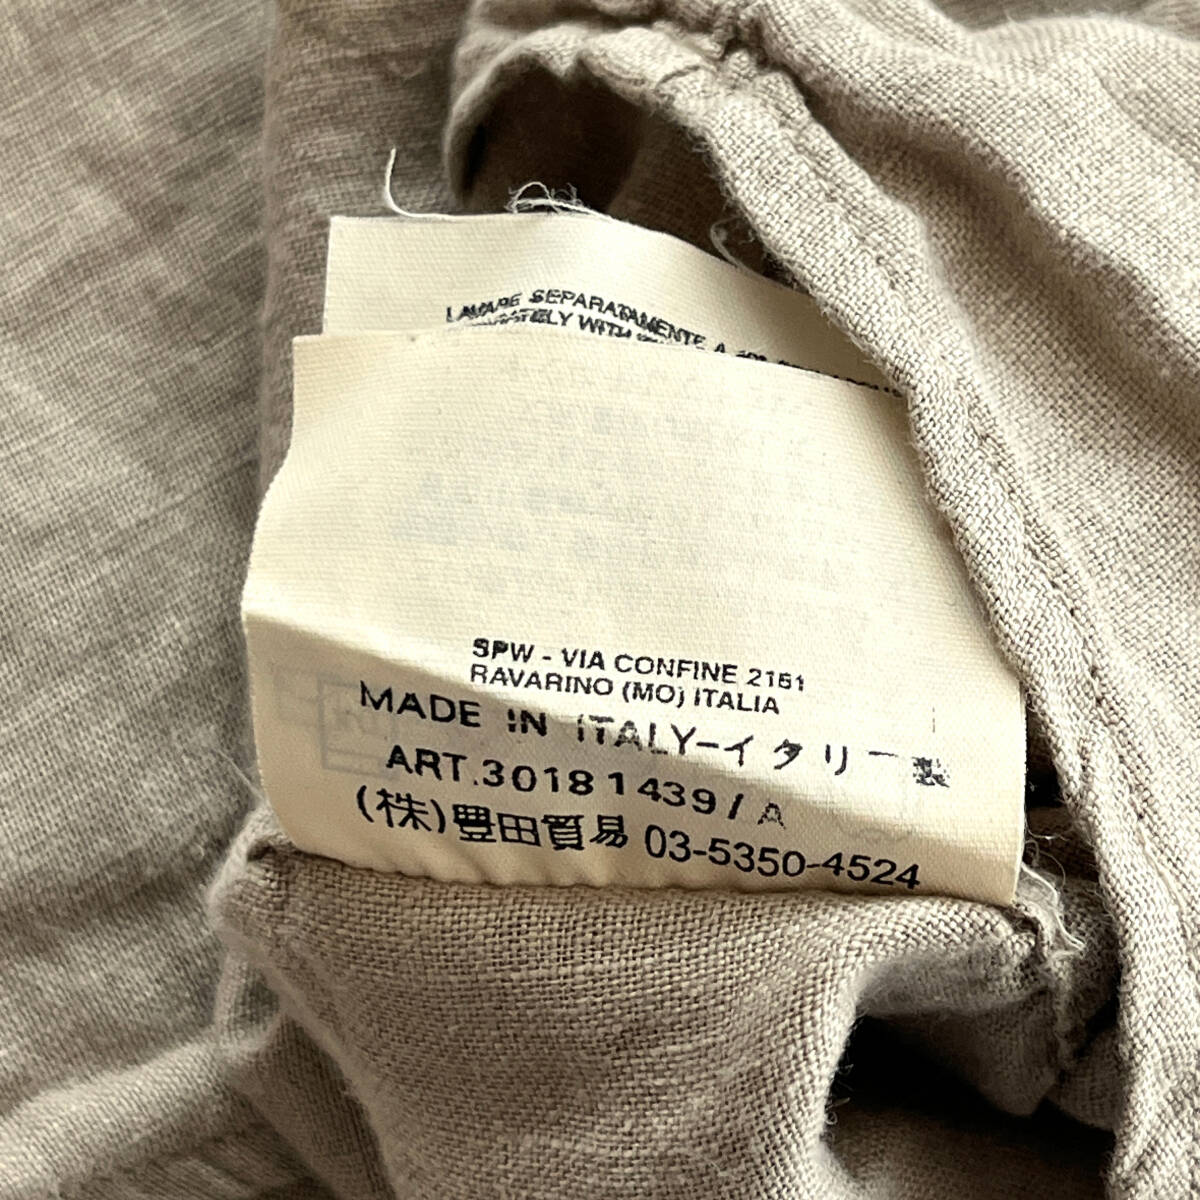 LAVARE SEPARATAMENTE A
WITH
SPW - VIA CONFINE 2161
RAVARINO (MO) ITALIA
MADE IN ITALY-イタリー製
ART.30181439/A
(株)豊田貿易 03-5350-4524